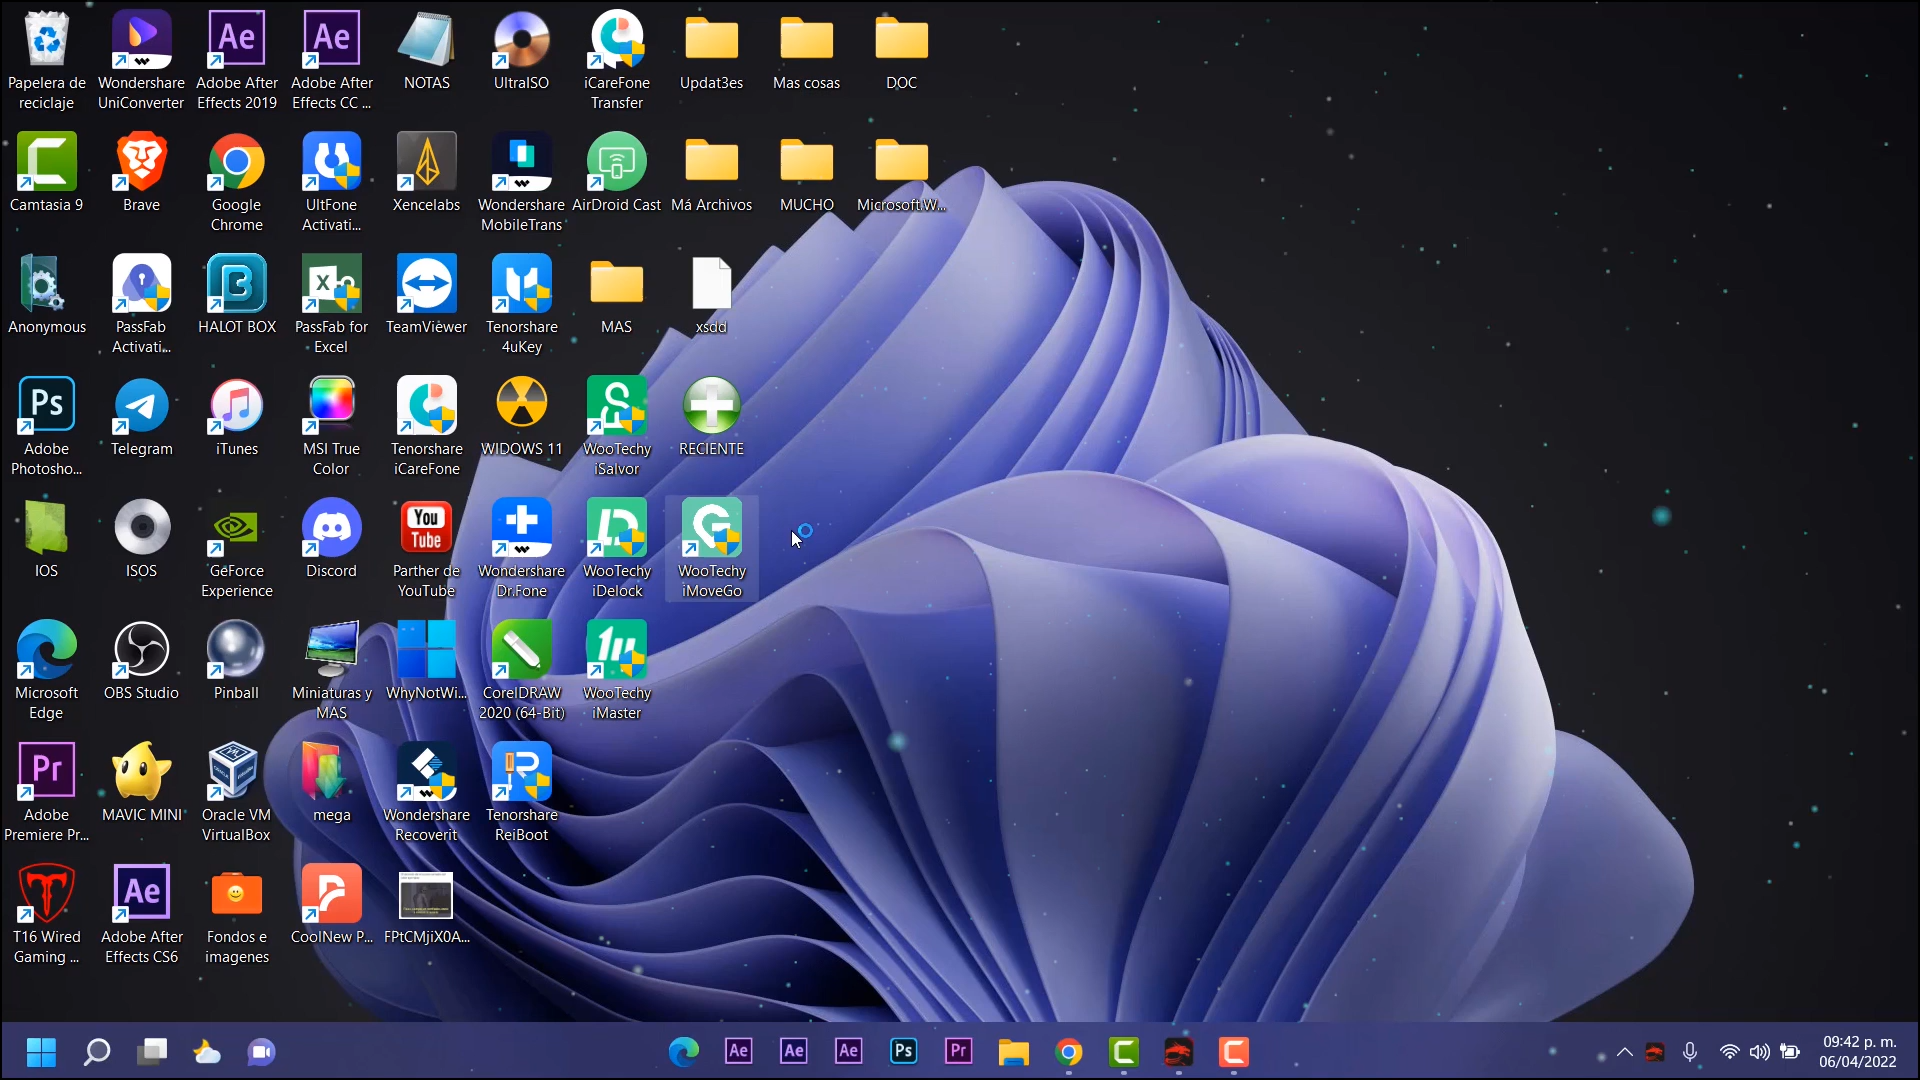 Papelera de
reciclaje
Wondershare
UniConverter
Ae
Adobe After
Effects 2019
Ae
Adobe After
Effects CC ...
NOTAS
UltraISO
iCareFone
Transfer
Updat3es
Mas cosas
DOC
Camtasia 9
Brave
Google
Chrome
UltFone
Activati...
Xencelabs
Wondershare
MobileTrans
AirDroid Cast
Má Archivos
MUCHO
Microsoft.W...
Anonymous
PassFab
Activati...
HALOT BOX
PassFab for
Excel
TeamViewer
Tenorshare
4uKey
MAS
xsdd
Ps
Adobe
Photosho...
Telegram
iTunes
MSI True
Color
Tenorshare
iCareFone
WIDOWS 11
WooTechy
iSalvor
RECIENTE
IOS
ISOS
GeForce
Experience
Discord
You
Tube
Parther de
YouTube
Wondershare
Dr.Fone
WooTechy
iDelock
WooTechy
iMoveGo
Microsoft
Edge
OBS Studio
Pinball
Miniaturas y
MAS
WhyNotWi...
CorelDRAW
2020 (64-Bit)
WooTechy
iMaster
Pr
Adobe
Premiere Pr...
MAVIC MINI
Oracle VM
VirtualBox
mega
Wondershare
Recoverit
Tenorshare
ReiBoot
T16 Wired
Gaming ...
Ae
Adobe After
Effects CS6
Fondos e
imagenes
CoolNew P...
FPtCMjiX0A...
Ae
Ae
Ae
Ps
Pr
09:42 p. m.
06/04/2022